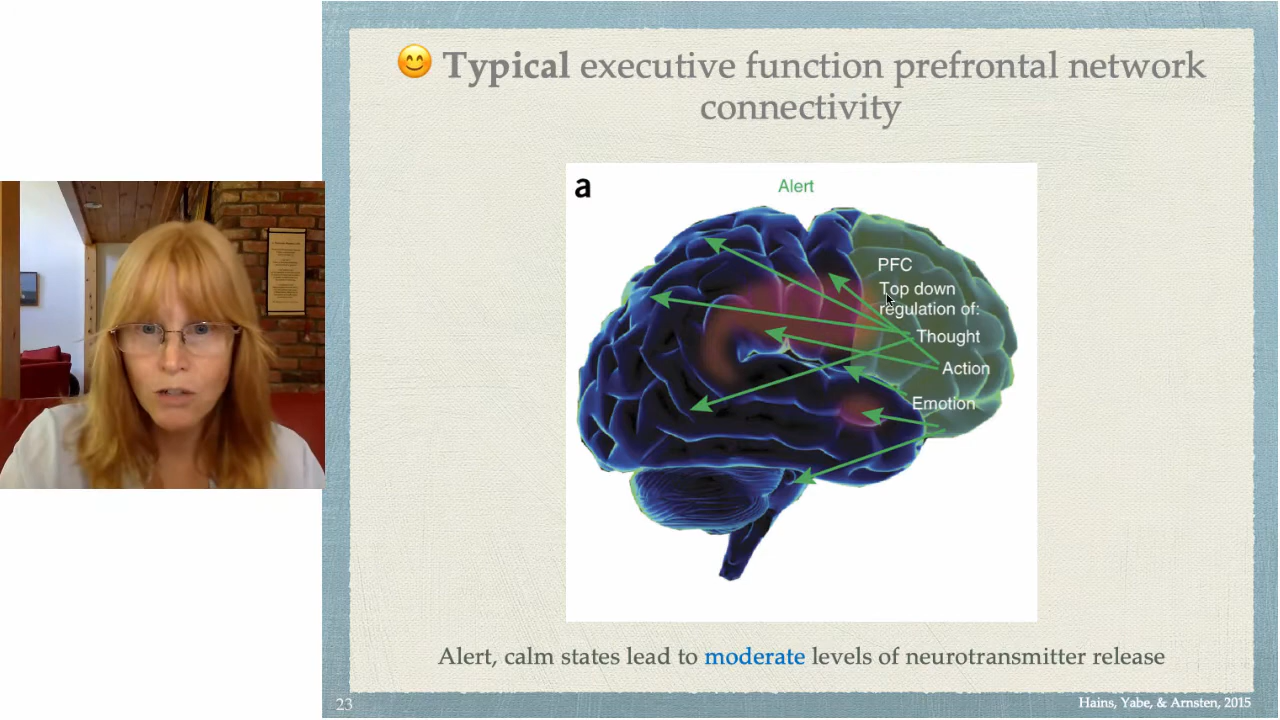 😊 Typical executive function prefrontal network
connectivity
a
Alert
PFC
Top down
regulation of:
Thought
Action
Emotion
Alert, calm states lead to moderate levels of neurotransmitter release
23
Hains, Yabe, & Arnsten, 2015